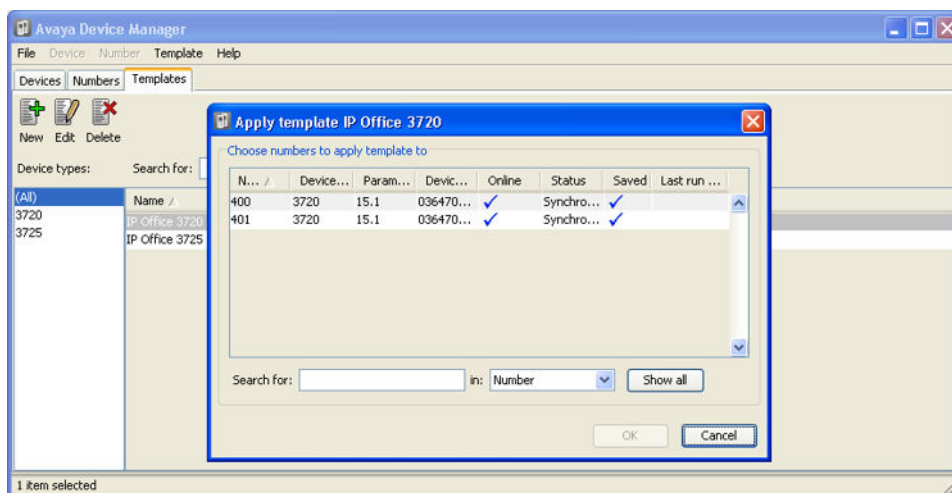 Avaya Device Manager
File Device Number Template Help
Devices Numbers Templates
New Edit Delete
Device types: Search for:
(All)
3720
3725
Name
IP Office 3720
IP Office 3725
Apply template IP Office 3720
Choose numbers to apply template to
N... Device... Param... Devic... Online Status Saved Last run ...
400 3720 15.1 036470... Synchro...
401 3720 15.1 036470... Synchro...
Search for: in: Number Show all
OK Cancel
1 item selected